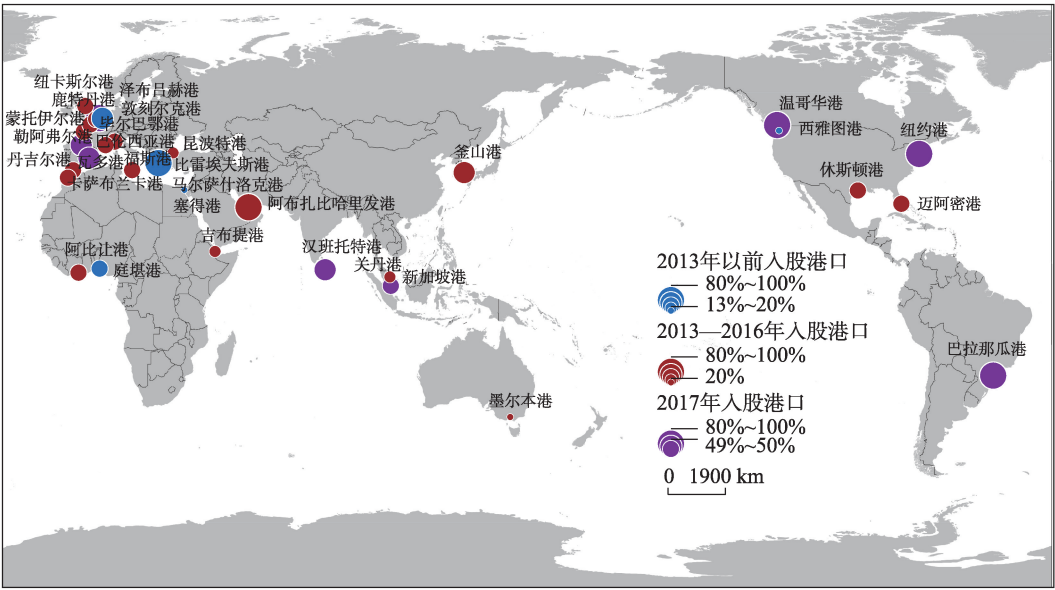 纽卡斯尔港
泽布吕赫港
鹿特丹港
敦刻尔克港
蒙托伊尔港
毕尔巴鄂港
勒阿弗尔港
巴伦西亚港
昆波特港
丹吉尔港
瓦多港
福斯港
比雷埃夫斯港
卡萨布兰卡港
马尔萨什洛克港
塞得港
阿布扎比哈里发港
釜山港
吉布提港
阿比让港
庭堪港
汉班托特港
关丹港
新加坡港
墨尔本港
温哥华港
西雅图港
纽约港
休斯顿港
迈阿密港
巴拉那瓜港
2013年以前入股港口
80%~100%
13%~20%
2013—2016年入股港口
80%~100%
20%
2017年入股港口
80%~100%
49%~50%
0 1900 km